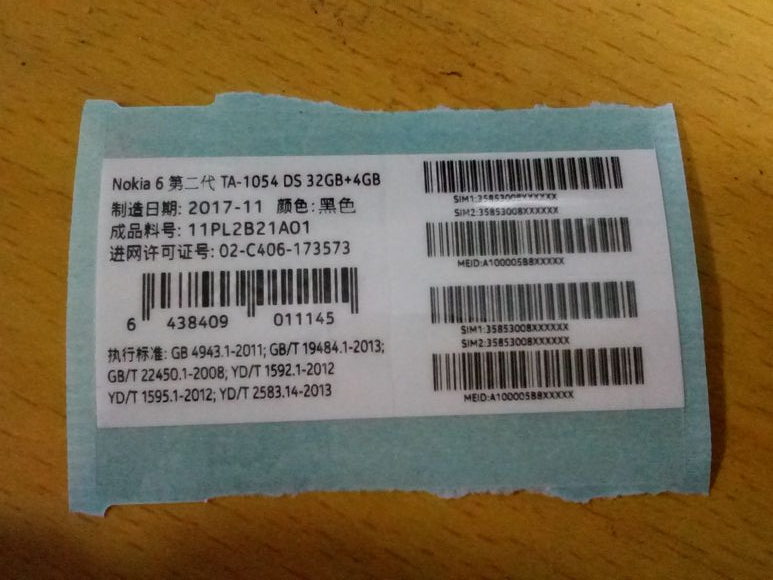 Nokia 6 第二代 TA-1054 DS 32GB+4GB
制造日期: 2017-11 颜色:黑色
成品料号: 11PL2B21A01
进网许可证号: 02-C406-173573
6 438409 011145
执行标准: GB 4943.1-2011; GB/T 19484.1-2013;
GB/T 22450.1-2008; YD/T 1592.1-2012
YD/T 1595.1-2012; YD/T 2583.14-2013
SIM1:35853008XXXXXX
SIM2:35853008XXXXXX
MEID:A100005B8XXXXX
SIM1:35853008XXXXXX
SIM2:35853008XXXXXX
MEID:A100005B8XXXXX